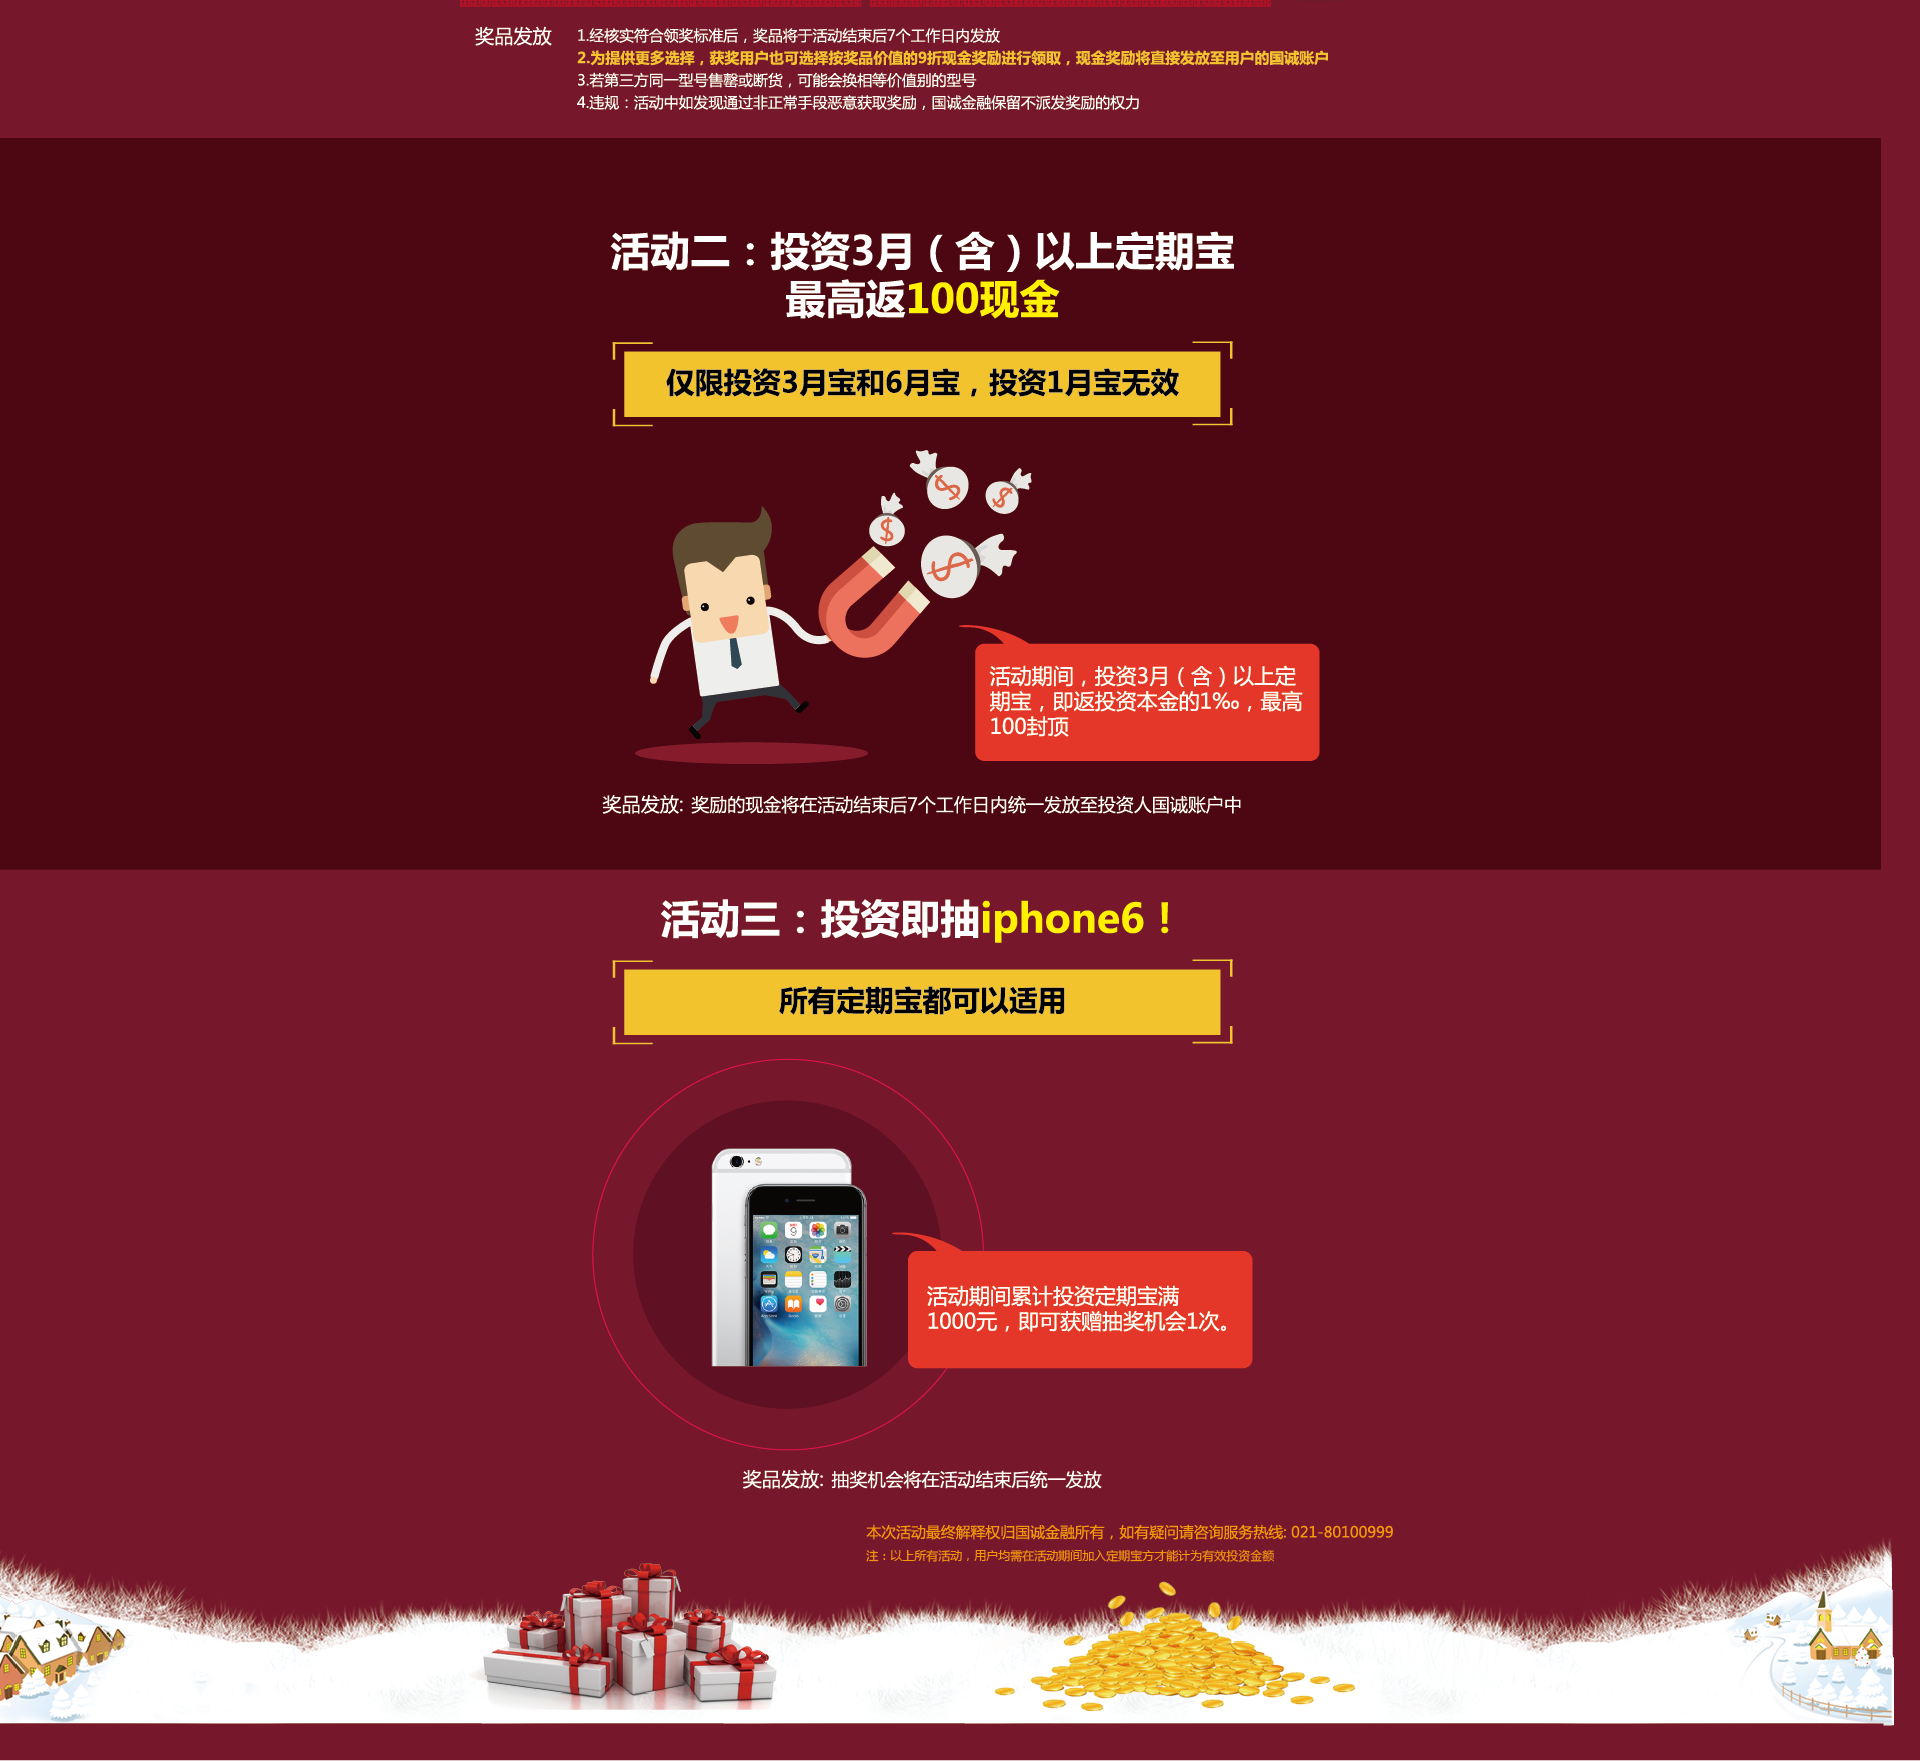 奖品发放
1.经核实符合领奖标准后，奖品将于活动结束后7个工作日内发放
2.为提供更多选择，获奖用户也可选择按奖品价值的9折现金奖励进行领取，现金奖励将直接发放至用户的国诚账户
3.若第三方同一型号售罄或断货，可能会换相等价值别的型号
4.违规：活动中如发现通过非正常手段恶意获取奖励，国诚金融保留不派发奖励的权力
活动二：投资3月（含）以上定期宝
最高返100现金
仅限投资3月宝和6月宝，投资1月宝无效
活动期间，投资3月（含）以上定
期宝，即返投资本金的1‰，最高
100封顶
奖品发放: 奖励的现金将在活动结束后7个工作日内统一发放至投资人国诚账户中
活动三：投资即抽iphone6！
所有定期宝都可以适用
活动期间累计投资定期宝满
1000元，即可获赠抽奖机会1次。
奖品发放: 抽奖机会将在活动结束后统一发放
本次活动最终解释权归国诚金融所有，如有疑问请咨询服务热线: 021-80100999
注：以上所有活动，用户均需在活动期间加入定期宝方才能计为有效投资金额